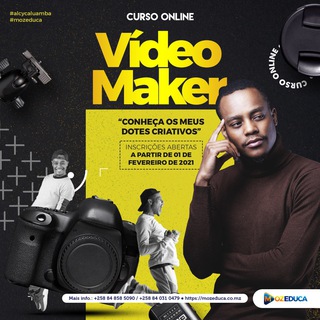 #alcycaluamba
#mozeduca
CURSO ONLINE
Vídeo
Maker
CURSO ONLINE
“CONHEÇA OS MEUS
DOTES CRIATIVOS”
INSCRIÇÕES ABERTAS
A PARTIR DE 01 DE
FEVEREIRO DE 2021
Mais info.: +258 84 858 5090 / +258 84 031 0479 • https://mozeduca.co.mz
MOZEDUCA